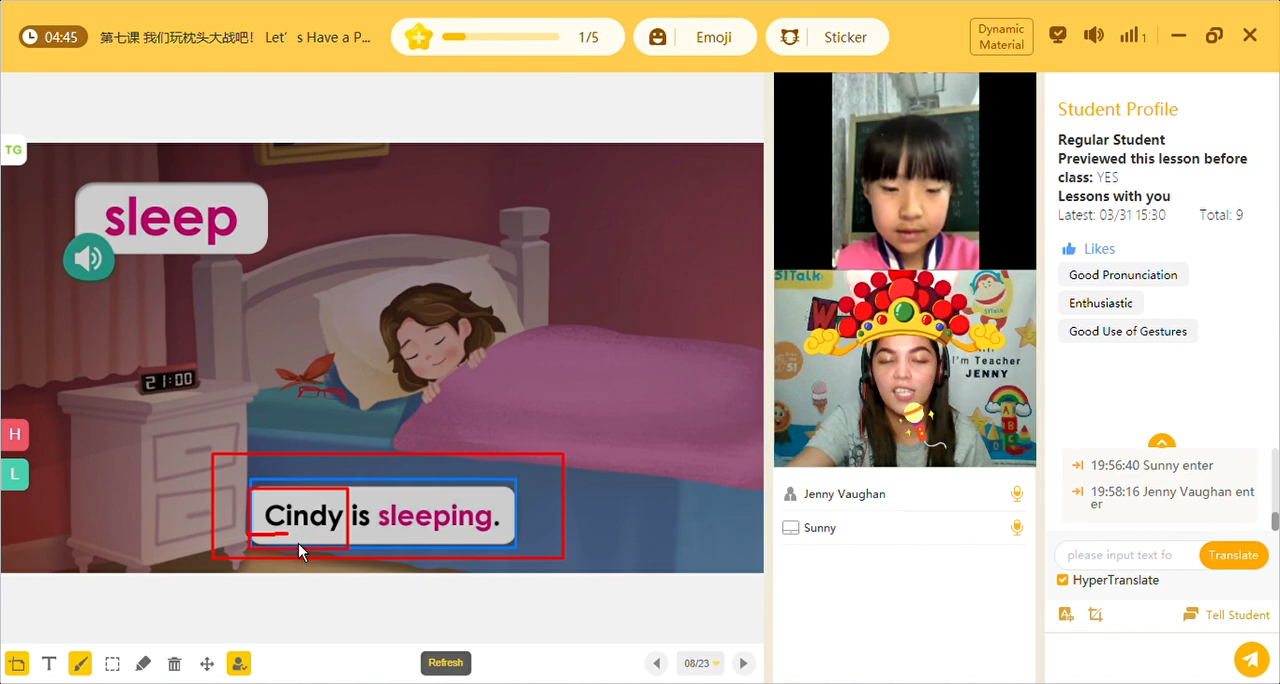 04:45
第七课 我们玩枕头大战吧! Let's Have a P...
1/5
Emoji
Sticker
Dynamic
Material
1
TG
sleep
21:00
H
L
Cindy is sleeping.
51Talk
I'm Teacher
JENNY
Student Profile
Regular Student
Previewed this lesson before
class: YES
Lessons with you
Latest: 03/31 15:30 Total: 9
Likes
Good Pronunciation
Enthusiastic
Good Use of Gestures
19:56:40 Sunny enter
19:58:16 Jenny Vaughan ent
er
Jenny Vaughan
Sunny
please input text fo
Translate
HyperTranslate
Tell Student
T
Refresh
08/23